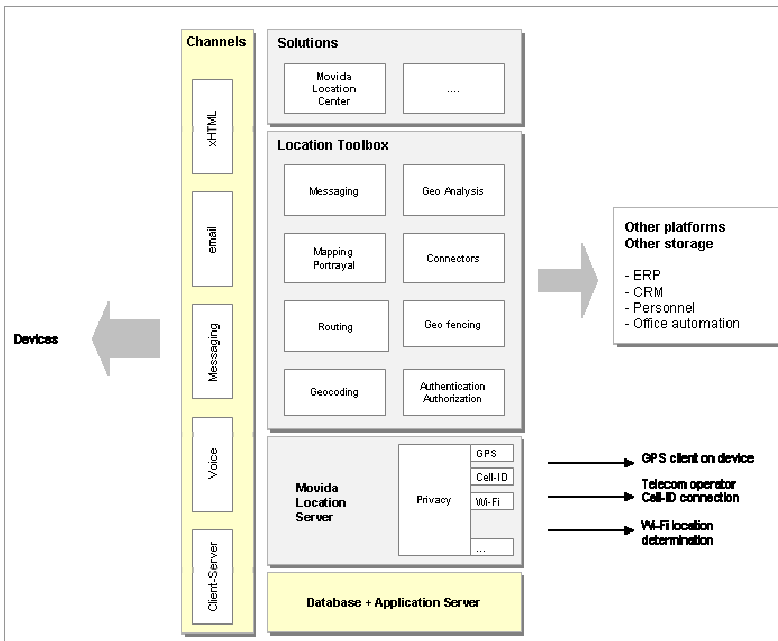 Channels
xHTML
email
Messaging
Voice
Client-Server
Solutions
Movida
Location
Center
....
Location Toolbox
Messaging
Geo Analysis
Mapping
Portrayal
Connectors
Routing
Geo fencing
Geocoding
Authentication
Authorization
Movida
Location
Server
Privacy
GPS
Cell-ID
Wi-Fi
...
Database + Application Server
Devices
Other platforms
Other storage
- ERP
- CRM
- Personnel
- Office automation
GPS client on device
Telecom operator
Cell-ID connection
Wi-Fi location
determination